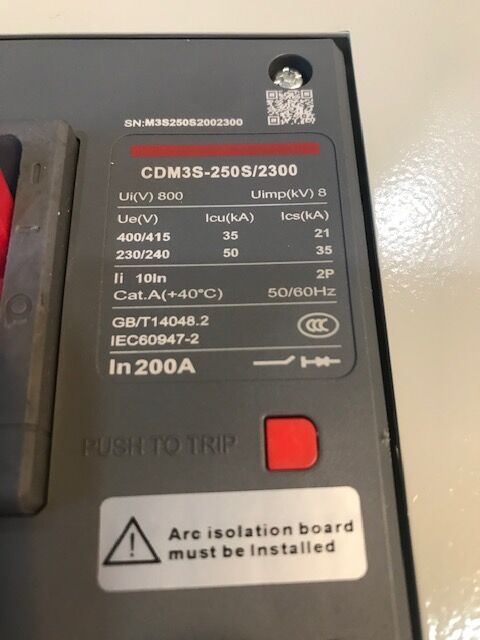 SN:M3S250S2002300
CDM3S-250S/2300
Ui(V) 800 Uimp(kV) 8
Ue(V) Icu(kA) Ics(kA)
400/415 35 21
230/240 50 35
Ii 10In 2P
Cat.A(+40°C) 50/60Hz
GB/T14048.2
IEC60947-2
CCC
In200A
PUSH TO TRIP
Arc isolation board
must be Installed